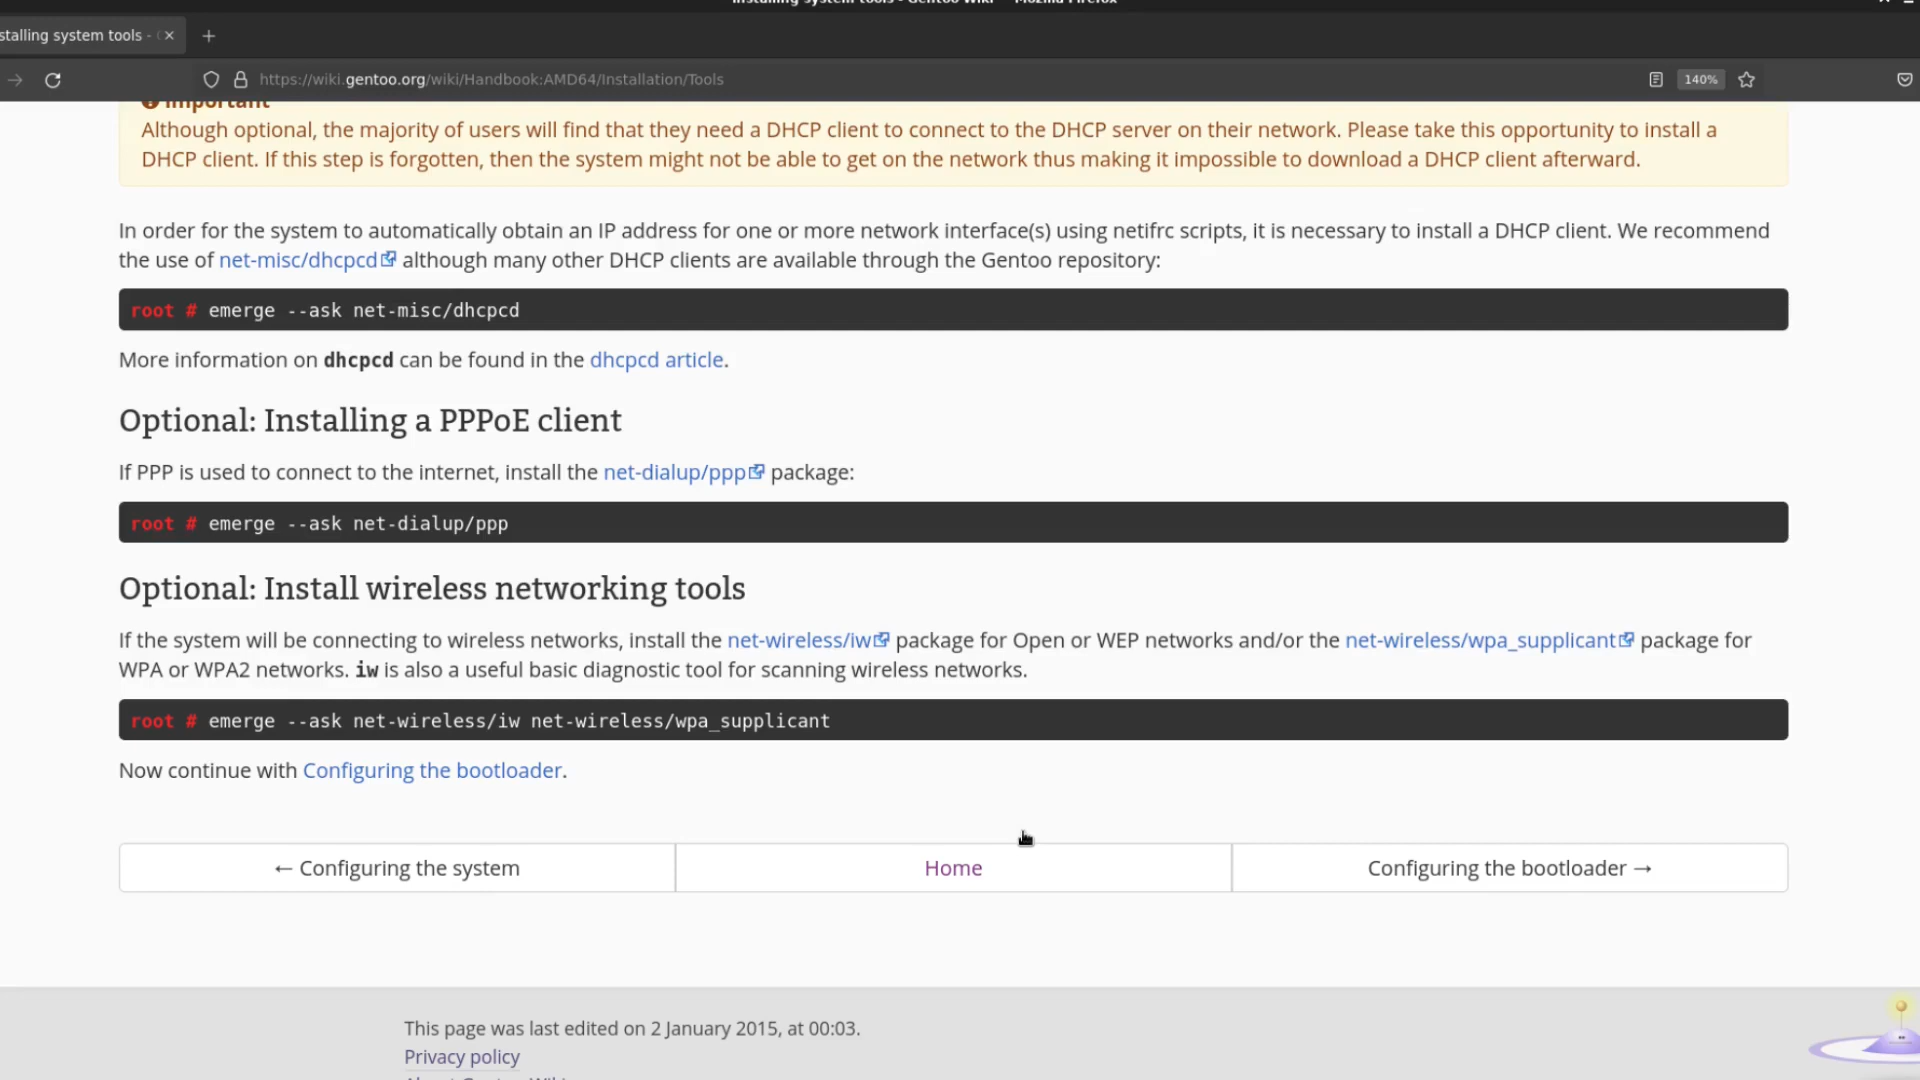 Installing system tools - Gentoo Wiki — Mozilla Firefox
stalling system tools -
https://wiki.gentoo.org/wiki/Handbook:AMD64/Installation/Tools
140%
Important
Although optional, the majority of users will find that they need a DHCP client to connect to the DHCP server on their network. Please take this opportunity to install a
DHCP client. If this step is forgotten, then the system might not be able to get on the network thus making it impossible to download a DHCP client afterward.
In order for the system to automatically obtain an IP address for one or more network interface(s) using netifrc scripts, it is necessary to install a DHCP client. We recommend
the use of net-misc/dhcpcd although many other DHCP clients are available through the Gentoo repository:
root # emerge --ask net-misc/dhcpcd
More information on dhcpcd can be found in the dhcpcd article.
Optional: Installing a PPPoE client
If PPP is used to connect to the internet, install the net-dialup/ppp package:
root # emerge --ask net-dialup/ppp
Optional: Install wireless networking tools
If the system will be connecting to wireless networks, install the net-wireless/iw package for Open or WEP networks and/or the net-wireless/wpa_supplicant package for
WPA or WPA2 networks. iw is also a useful basic diagnostic tool for scanning wireless networks.
root # emerge --ask net-wireless/iw net-wireless/wpa_supplicant
Now continue with Configuring the bootloader.
← Configuring the system
Home
Configuring the bootloader →
This page was last edited on 2 January 2015, at 00:03.
Privacy policy
About Gentoo Wiki